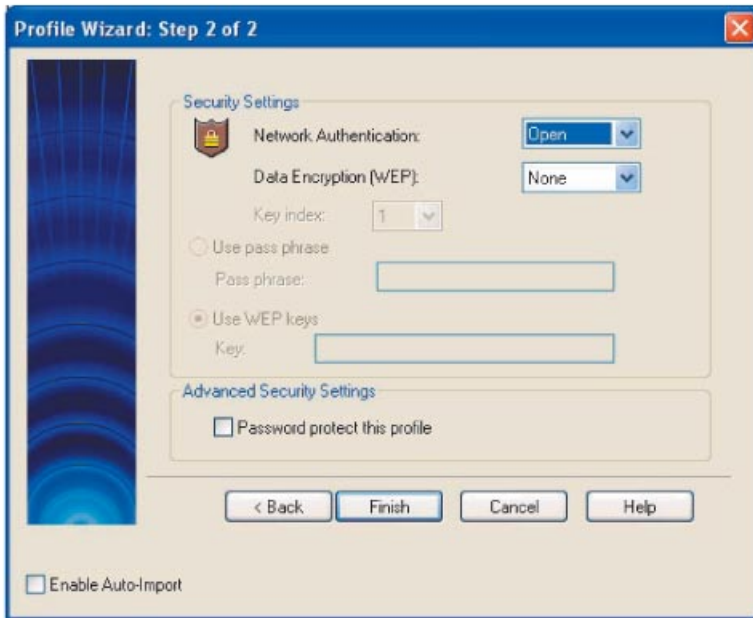 Profile Wizard: Step 2 of 2
Security Settings
Network Authentication: Open
Data Encryption (WEP): None
Key index: 1
Use pass phrase
Pass phrase:
Use WEP keys
Key:
Advanced Security Settings
Password protect this profile
< Back Finish Cancel Help
Enable Auto-Import